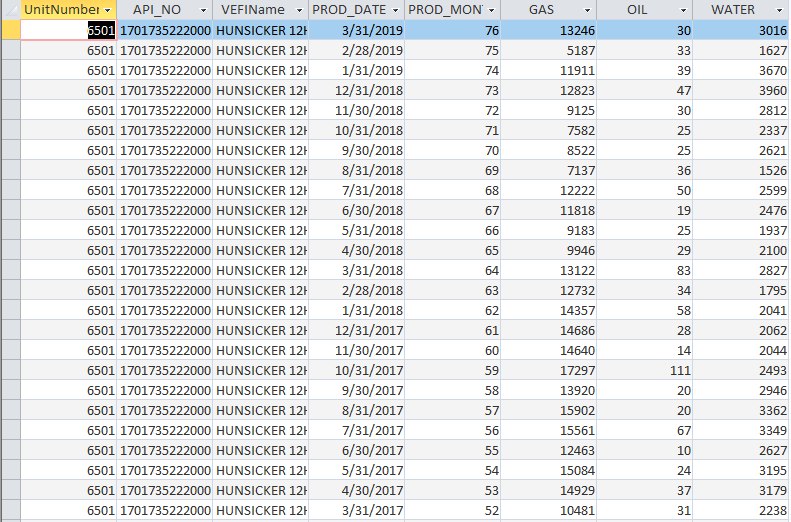 UnitNumber API_NO VEFIName PROD_DATE PROD_MON GAS OIL WATER
6501 1701735222000 HUNSICKER 12H 3/31/2019 76 13246 30 3016
6501 1701735222000 HUNSICKER 12H 2/28/2019 75 5187 33 1627
6501 1701735222000 HUNSICKER 12H 1/31/2019 74 11911 39 3670
6501 1701735222000 HUNSICKER 12H 12/31/2018 73 12823 47 3960
6501 1701735222000 HUNSICKER 12H 11/30/2018 72 9125 30 2812
6501 1701735222000 HUNSICKER 12H 10/31/2018 71 7582 25 2337
6501 1701735222000 HUNSICKER 12H 9/30/2018 70 8522 25 2621
6501 1701735222000 HUNSICKER 12H 8/31/2018 69 7137 36 1526
6501 1701735222000 HUNSICKER 12H 7/31/2018 68 12222 50 2599
6501 1701735222000 HUNSICKER 12H 6/30/2018 67 11818 19 2476
6501 1701735222000 HUNSICKER 12H 5/31/2018 66 9183 25 1937
6501 1701735222000 HUNSICKER 12H 4/30/2018 65 9946 29 2100
6501 1701735222000 HUNSICKER 12H 3/31/2018 64 13122 83 2827
6501 1701735222000 HUNSICKER 12H 2/28/2018 63 12732 34 1795
6501 1701735222000 HUNSICKER 12H 1/31/2018 62 14357 58 2041
6501 1701735222000 HUNSICKER 12H 12/31/2017 61 14686 28 2062
6501 1701735222000 HUNSICKER 12H 11/30/2017 60 14640 14 2044
6501 1701735222000 HUNSICKER 12H 10/31/2017 59 17297 111 2493
6501 1701735222000 HUNSICKER 12H 9/30/2017 58 13920 20 2946
6501 1701735222000 HUNSICKER 12H 8/31/2017 57 15902 20 3362
6501 1701735222000 HUNSICKER 12H 7/31/2017 56 15561 67 3349
6501 1701735222000 HUNSICKER 12H 6/30/2017 55 12463 10 2627
6501 1701735222000 HUNSICKER 12H 5/31/2017 54 15084 24 3195
6501 1701735222000 HUNSICKER 12H 4/30/2017 53 14929 37 3179
6501 1701735222000 HUNSICKER 12H 3/31/2017 52 10481 31 2238